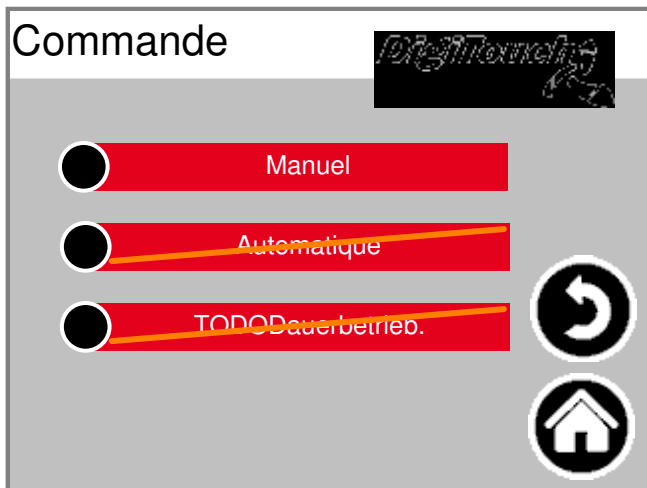 Commande
DigiTouch
Manuel
Automatique
TODODauerbetrieb.